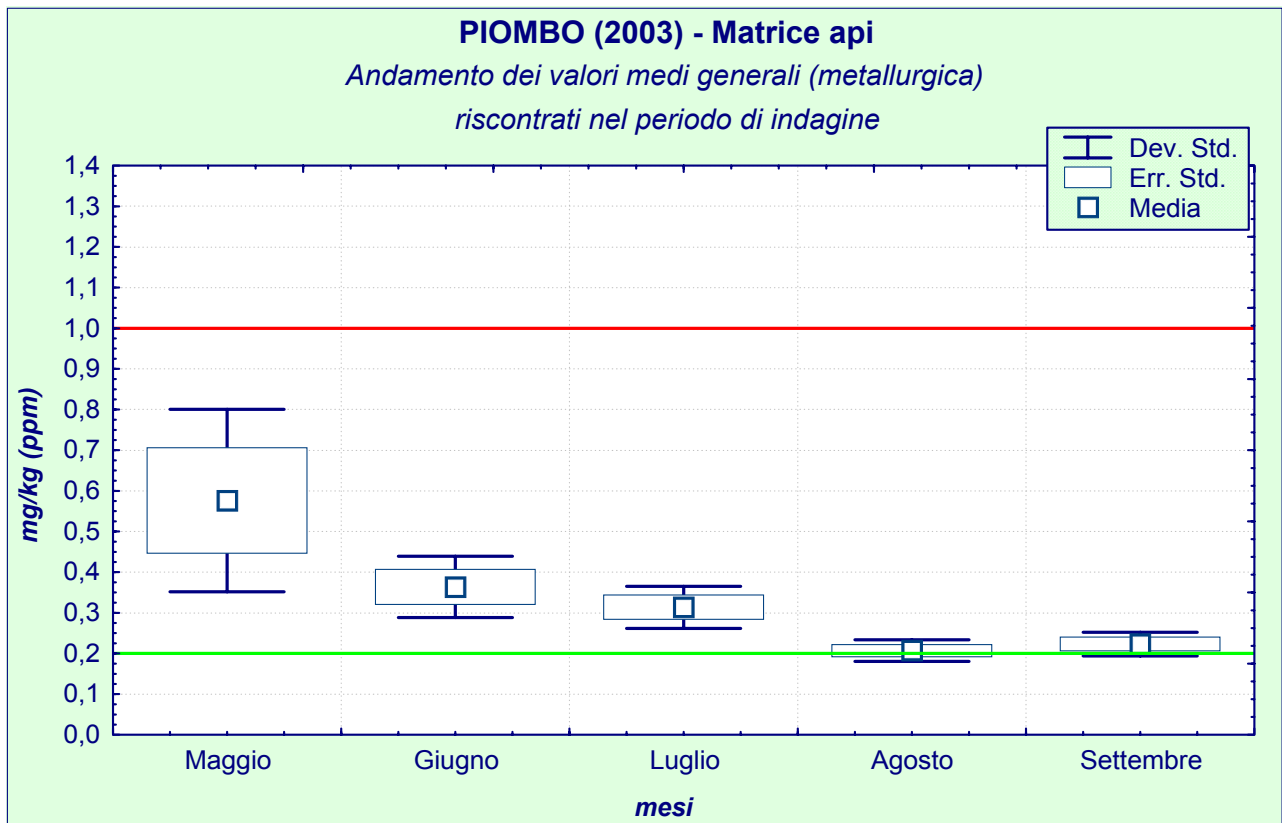 PIOMBO (2003) - Matrice api
Andamento dei valori medi generali (metallurgica)
riscontrati nel periodo di indagine
Dev. Std.
Err. Std.
Media
1,4
1,3
1,2
1,1
1,0
0,9
0,8
0,7
0,6
0,5
0,4
0,3
0,2
0,1
0,0
mg/kg (ppm)
Maggio Giugno Luglio Agosto Settembre
mesi